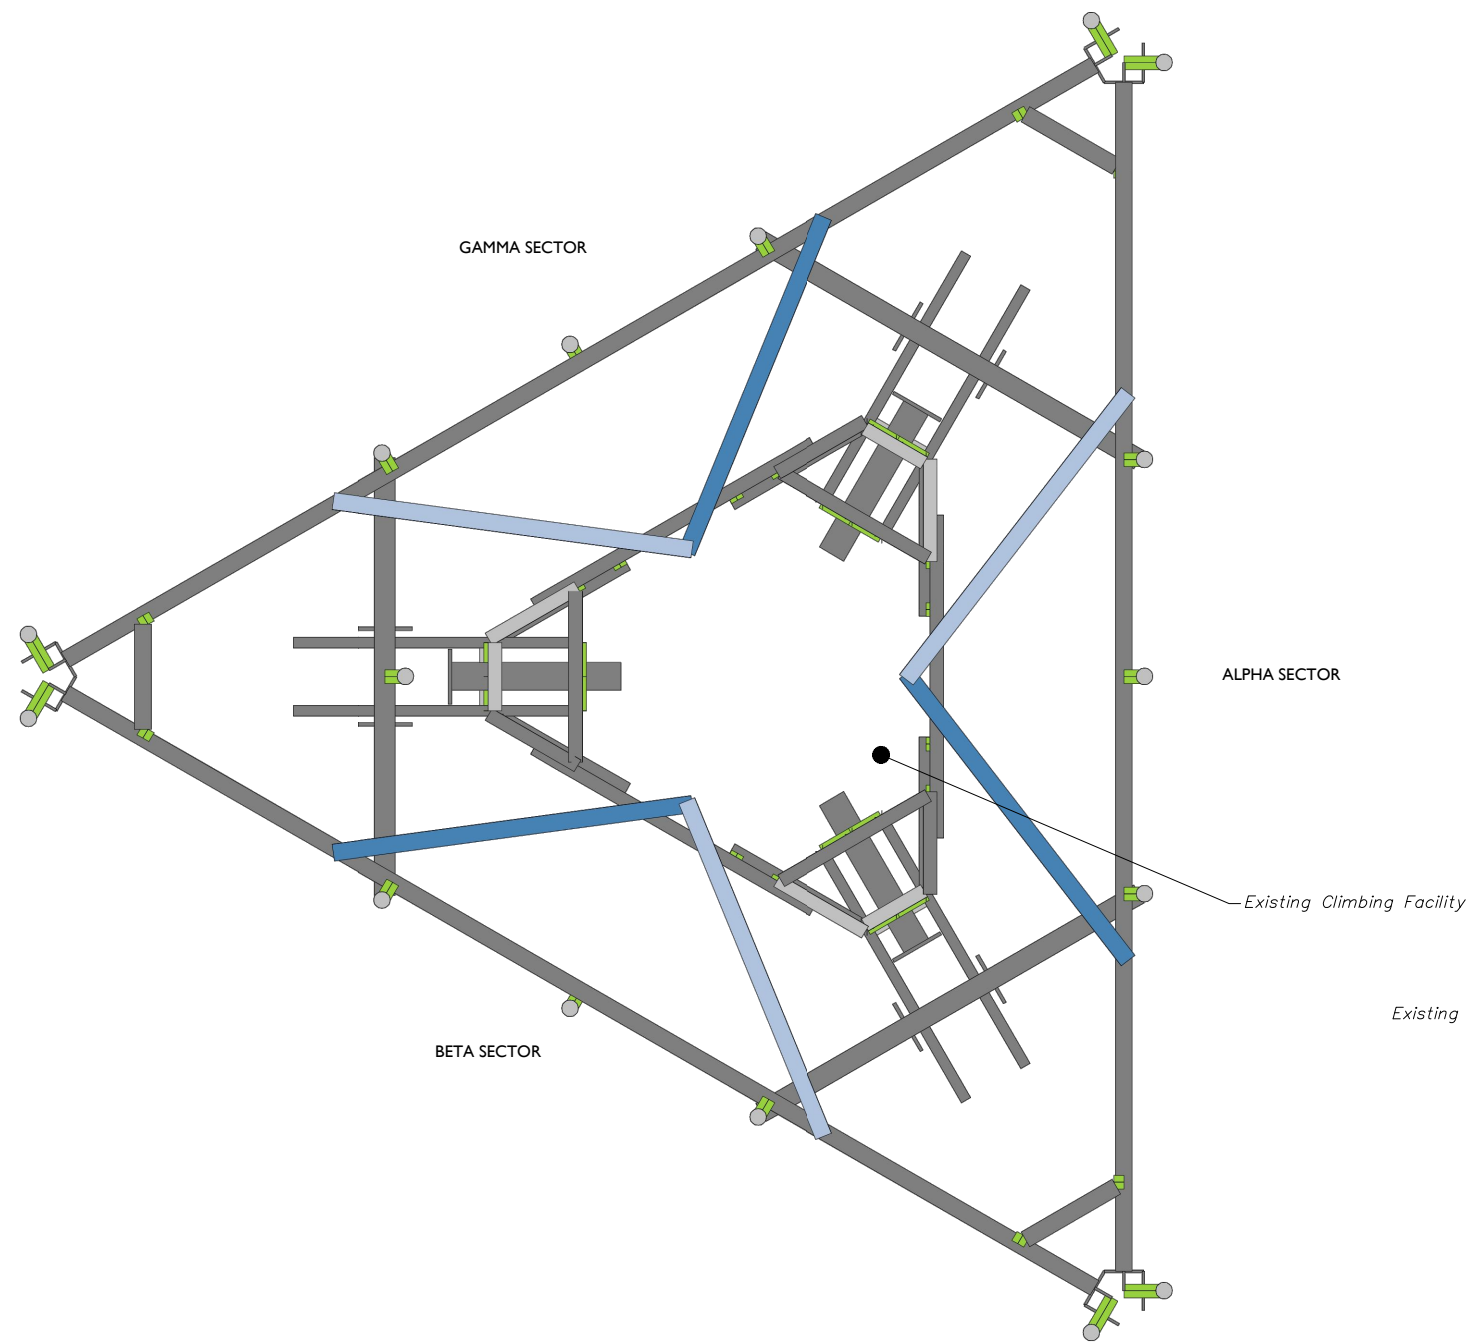 GAMMA SECTOR
ALPHA SECTOR
Existing Climbing Facility
Existing
BETA SECTOR